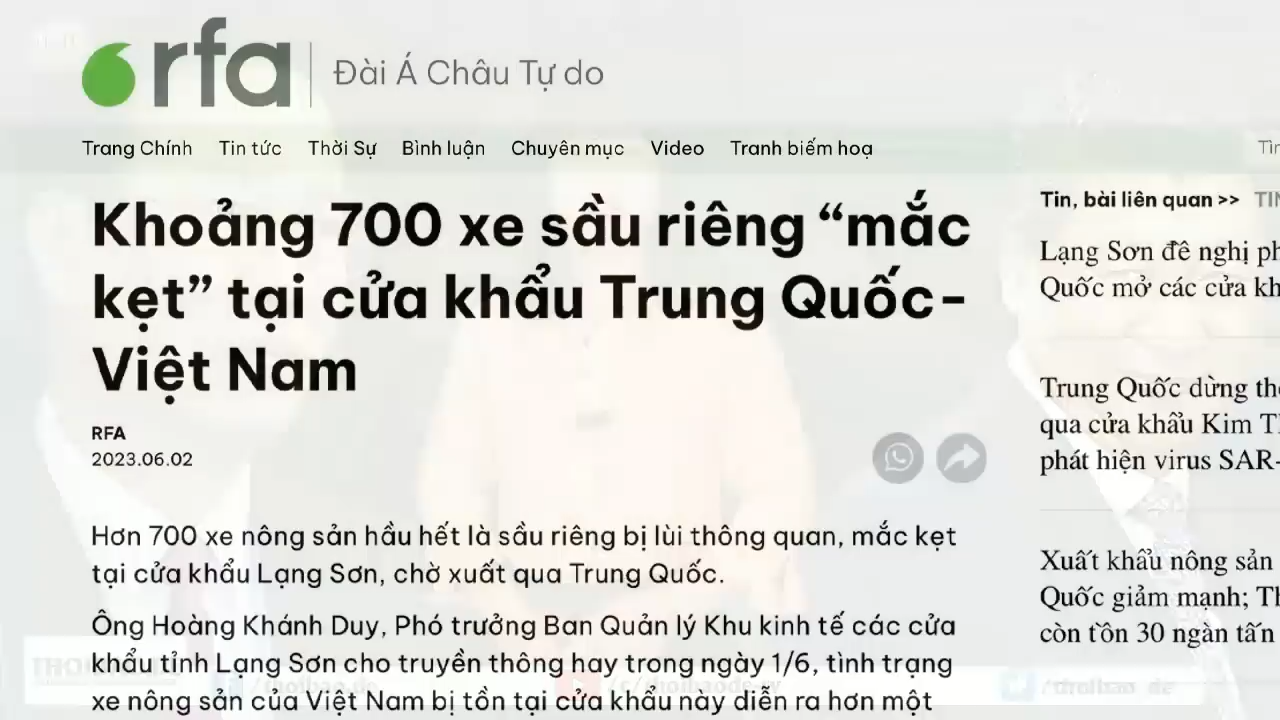 rfa Đài Á Châu Tự do
Trang Chính Tin tức Thời Sự Bình luận Chuyên mục Video Tranh biếm hoạ
Khoảng 700 xe sầu riêng “mắc
kẹt” tại cửa khẩu Trung Quốc-
Việt Nam
RFA
2023.06.02
Hơn 700 xe nông sản hầu hết là sầu riêng bị lùi thông quan, mắc kẹt
tại cửa khẩu Lạng Sơn, chờ xuất qua Trung Quốc.
Ông Hoàng Khánh Duy, Phó trưởng Ban Quản lý Khu kinh tế các cửa
khẩu tỉnh Lạng Sơn cho truyền thông hay trong ngày 1/6, tình trạng
xe nông sản của Việt Nam bị tồn tại cửa khẩu này diễn ra hơn một
Tin, bài liên quan >>
Lạng Sơn đề nghị
Quốc mở các cửa
Trung Quốc dừng
qua cửa khẩu Kim
phát hiện virus SAR-
Xuất khẩu nông sản
Quốc giảm mạnh;
còn tồn 30 ngàn tấn
/thoibao.de
/c/thoibaode-tv
/thoibao_de